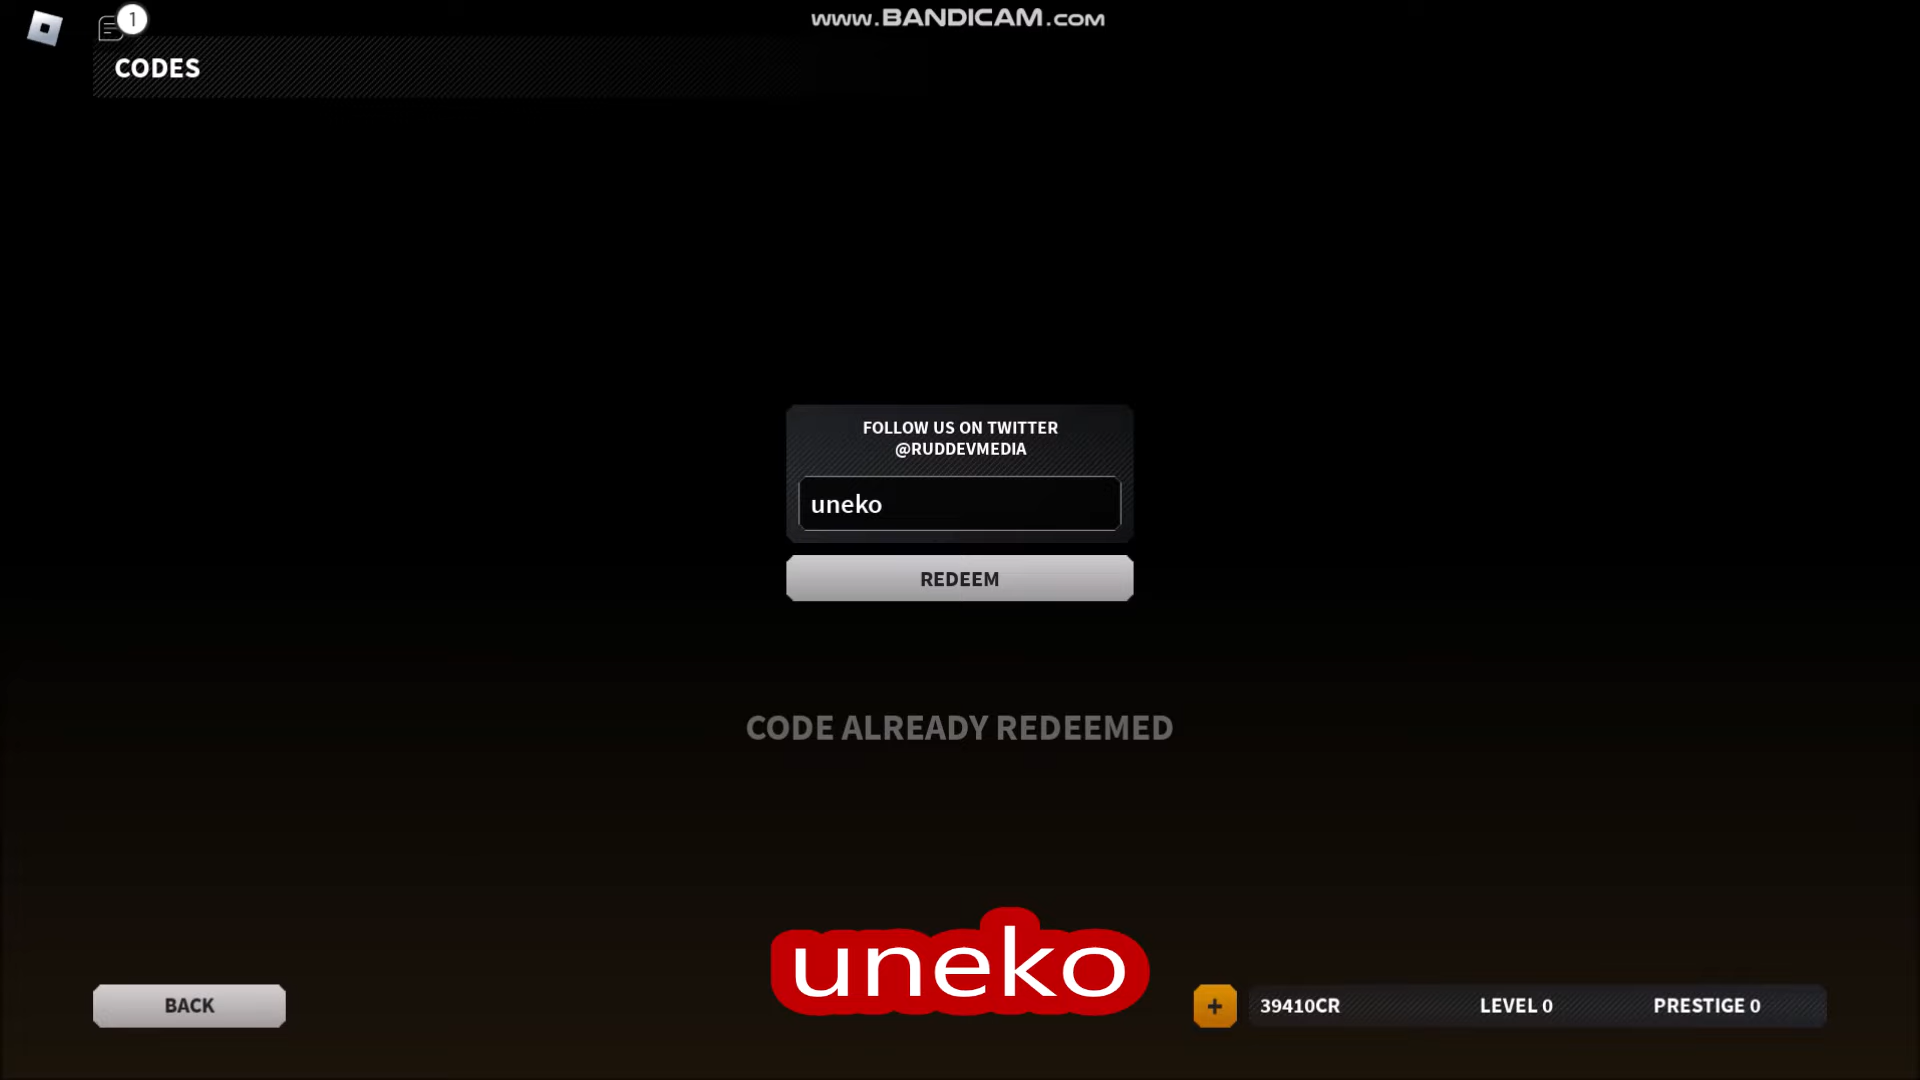 1
www.BANDICAM.com
CODES
FOLLOW US ON TWITTER
@RUDDEVMEDIA
uneko
REDEEM
CODE ALREADY REDEEMED
uneko
BACK
+ 39410CR LEVEL 0 PRESTIGE 0